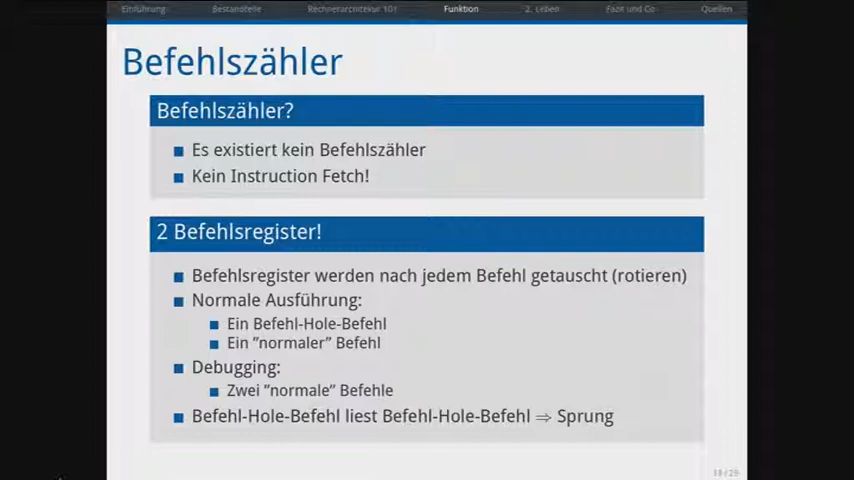 Einführung Bestandteile Rechnerarchitektur 101 Funktion 2. Leben Fazit und Co Quellen
Befehlszähler
Befehlszähler?
Es existiert kein Befehlszähler
Kein Instruction Fetch!
2 Befehlsregister!
Befehlsregister werden nach jedem Befehl getauscht (rotieren)
Normale Ausführung:
Ein Befehl-Hole-Befehl
Ein "normaler" Befehl
Debugging:
Zwei "normale" Befehle
Befehl-Hole-Befehl liest Befehl-Hole-Befehl ⇒ Sprung